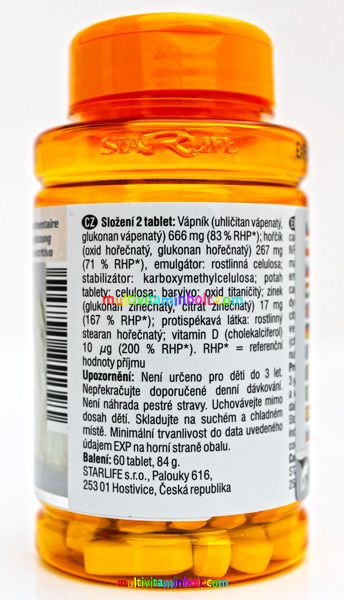 STARLIFE
CZ Složení 2 tablet: Vápník (uhličitan vápenatý,
glukonan vápenatý) 666 mg (83 % RHP*); hořčík
(oxid hořečnatý, glukonan hořečnatý) 267 mg
(71 % RHP*), emulgátor: rostlinná celulosa;
stabilizátor: karboxymethylcelulosa; potah
tablety: celulosa; barvivo: oxid titaničitý; zinek
multivitaminbolt.com
(glukonan zinečnatý, citrát zinečnatý) 17 mg
(167 % RHP*); protispékavá látka: rostlinný
stearan hořečnatý; vitamin D (cholekalciferol)
10 µg (200 % RHP*). RHP* = referenční
hodnoty příjmu
Upozornění: Není určeno pro děti do 3 let.
Nepřekračujte doporučené denní dávkování.
Není náhrada pestré stravy. Uchovávejte mimo
dosah dětí. Skladujte na suchém a chladném
místě. Minimální trvanlivost do data uvedeného
údajem EXP na horní straně obalu.
Balení: 60 tablet, 84 g.
STARLIFE s.r.o., Palouky 616,
253 01 Hostivice, Česká republika
multivitaminbolt.com